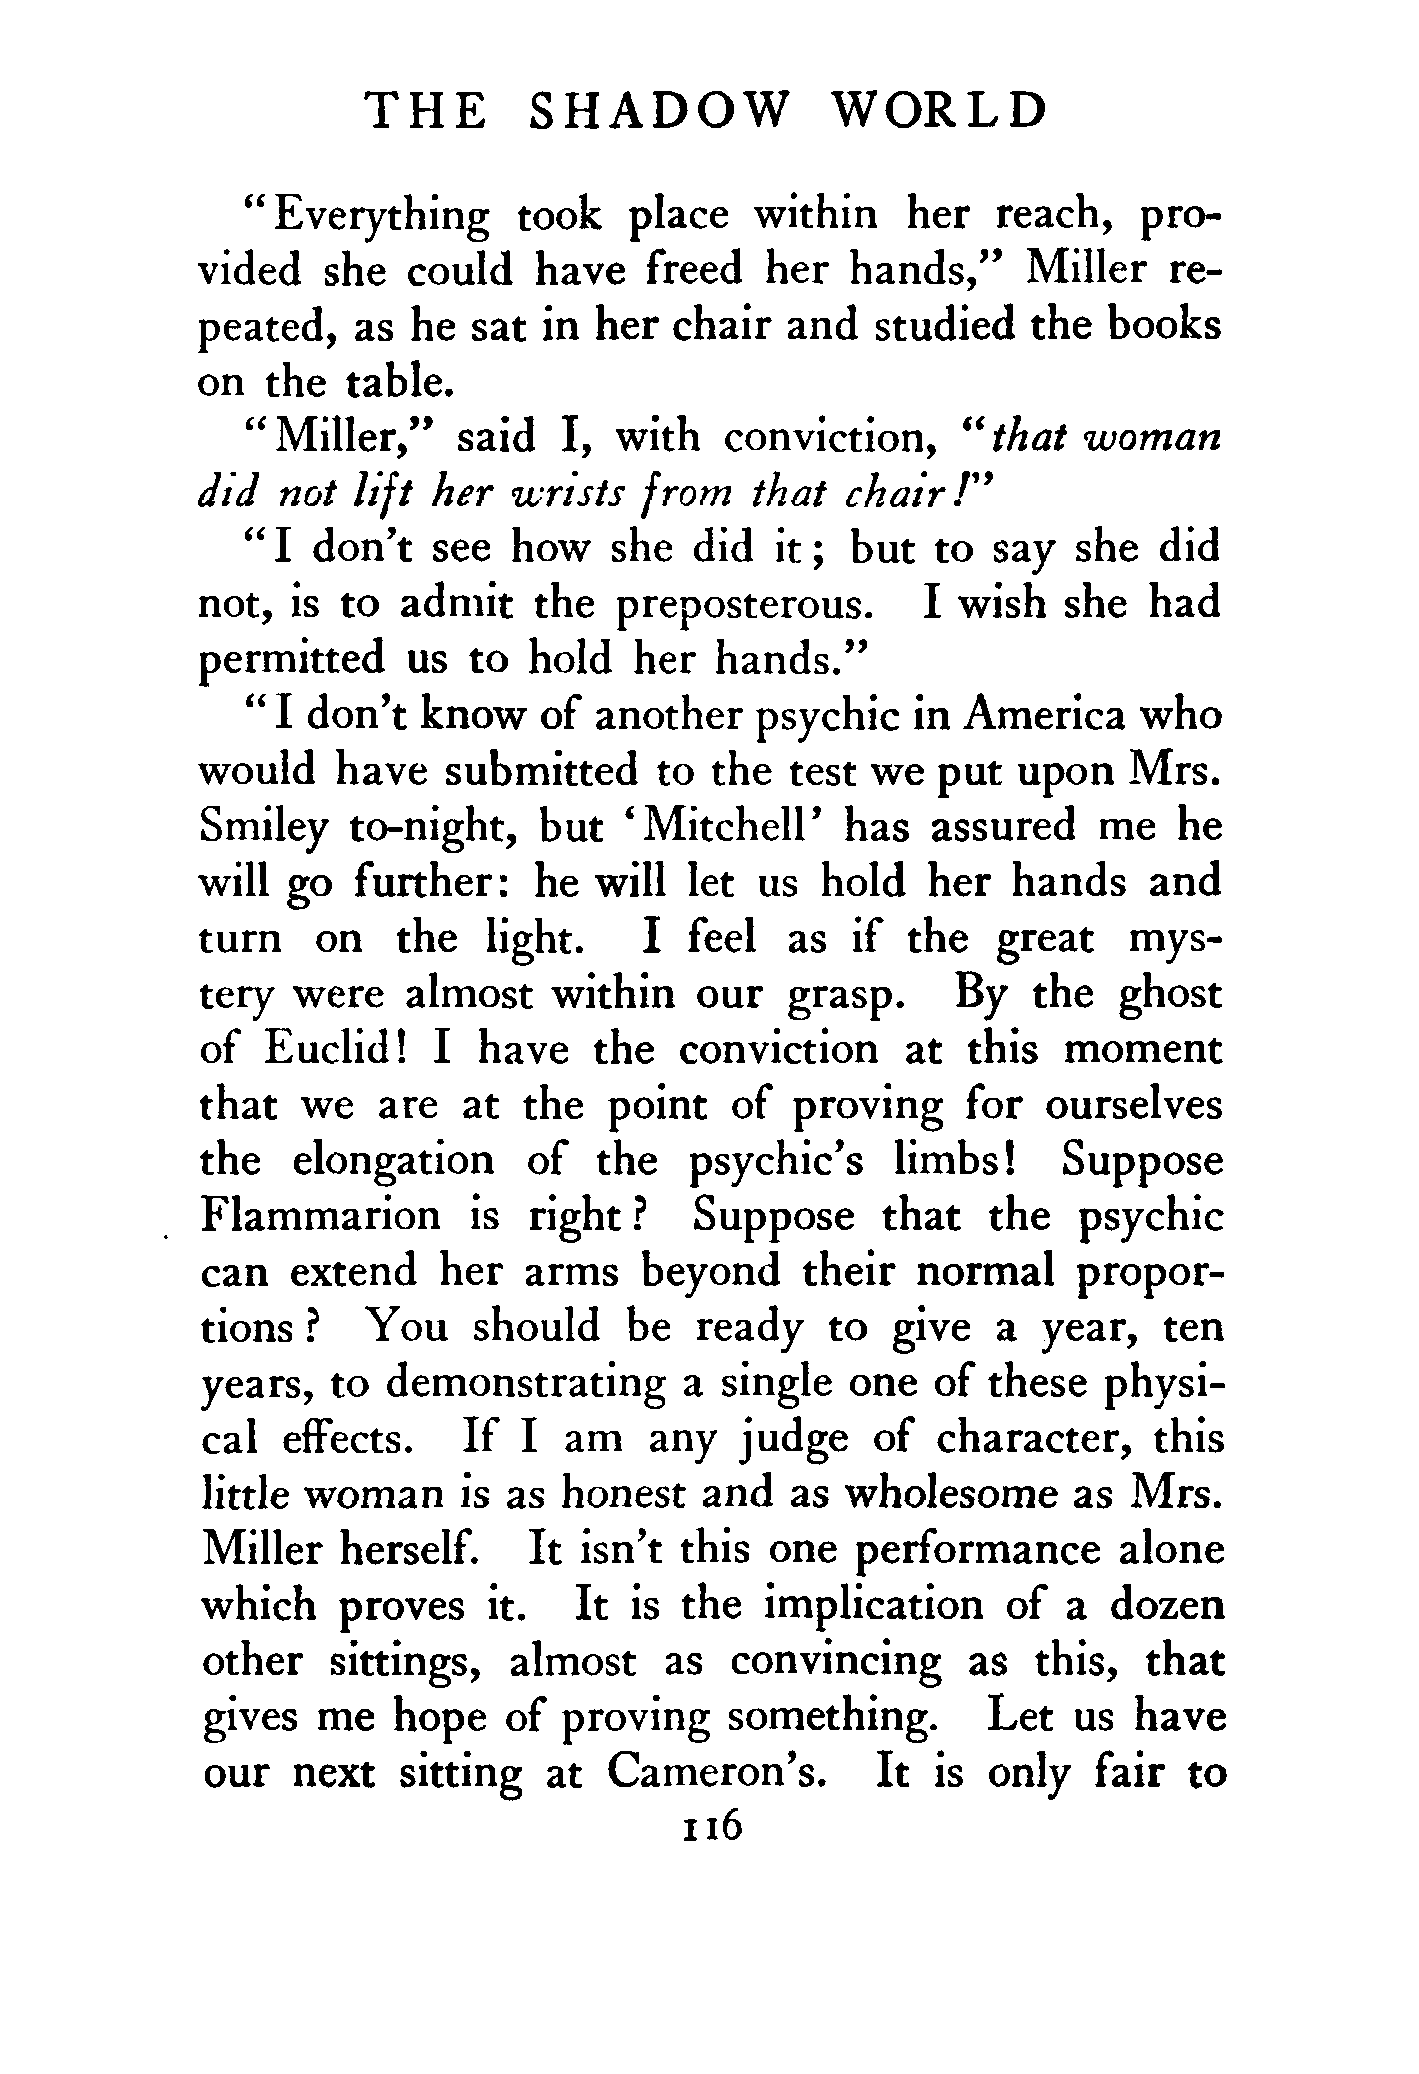 THE SHADOW WORLD
"Everything took place within her reach, pro-
vided she could have freed her hands," Miller re-
peated, as he sat in her chair and studied the books
on the table.
"Miller," said I, with conviction, "that woman
did not lift her wrists from that chair!"
"I don't see how she did it; but to say she did
not, is to admit the preposterous. I wish she had
permitted us to hold her hands."
"I don't know of another psychic in America who
would have submitted to the test we put upon Mrs.
Smiley to-night, but 'Mitchell' has assured me he
will go further: he will let us hold her hands and
turn on the light. I feel as if the great mys-
tery were almost within our grasp. By the ghost
of Euclid! I have the conviction at this moment
that we are at the point of proving for ourselves
the elongation of the psychic's limbs! Suppose
Flammarion is right? Suppose that the psychic
can extend her arms beyond their normal propor-
tions? You should be ready to give a year, ten
years, to demonstrating a single one of these physi-
cal effects. If I am any judge of character, this
little woman is as honest and as wholesome as Mrs.
Miller herself. It isn't this one performance alone
which proves it. It is the implication of a dozen
other sittings, almost as convincing as this, that
gives me hope of proving something. Let us have
our next sitting at Cameron's. It is only fair to
116